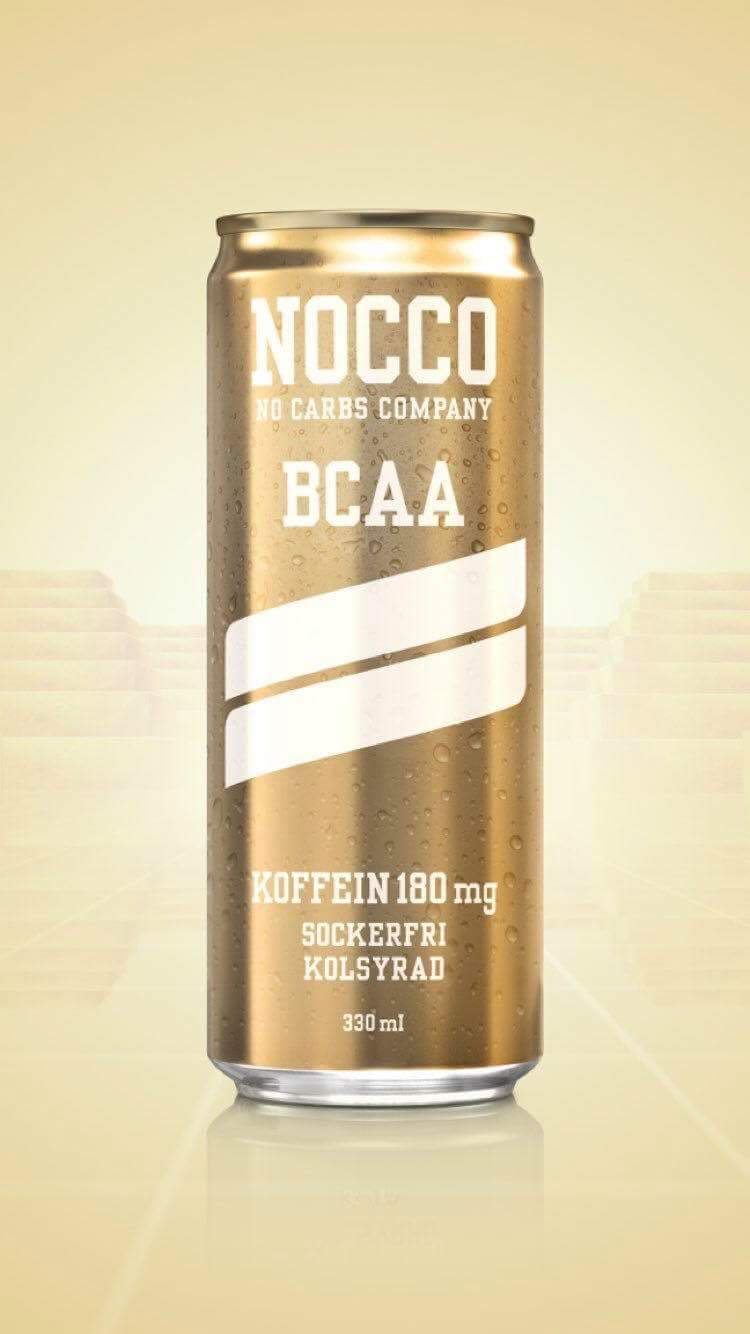 NOCCO
NO CARBS COMPANY
BCAA
KOFFEIN 180 mg
SOCKERFRI
KOLSYRAD
330 ml